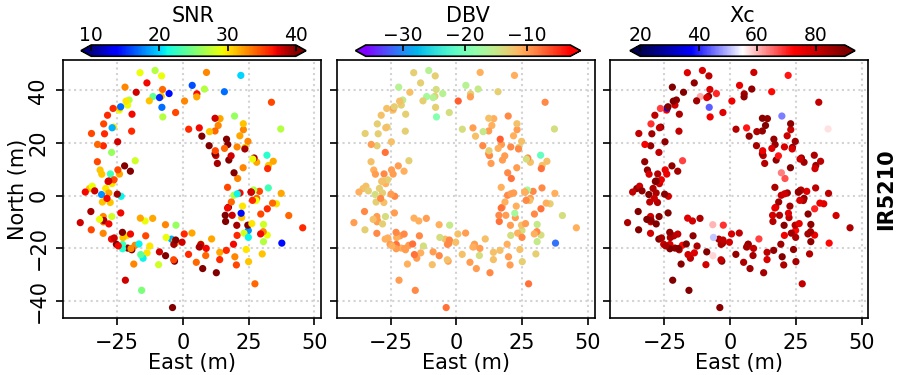 SNR DBV Xc
10 20 30 40 −30 −20 −10 20 40 60 80
40
20
0
−20
−40
North (m)
IR5210
−25 0 25 50 −25 0 25 50 −25 0 25 50
East (m) East (m) East (m)